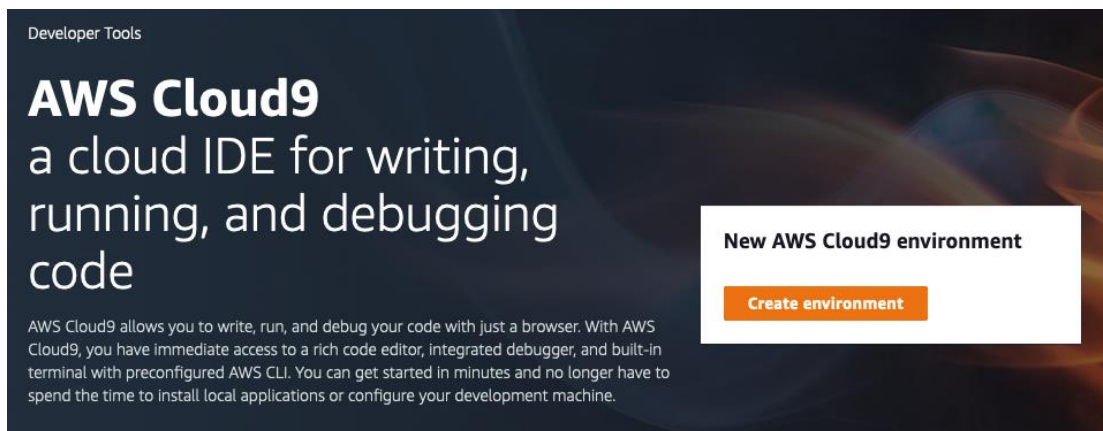 Developer Tools
AWS Cloud9
a cloud IDE for writing,
running, and debugging
code
AWS Cloud9 allows you to write, run, and debug your code with just a browser. With AWS
Cloud9, you have immediate access to a rich code editor, integrated debugger, and built-in
terminal with preconfigured AWS CLI. You can get started in minutes and no longer have to
spend the time to install local applications or configure your development machine.
New AWS Cloud9 environment
Create environment